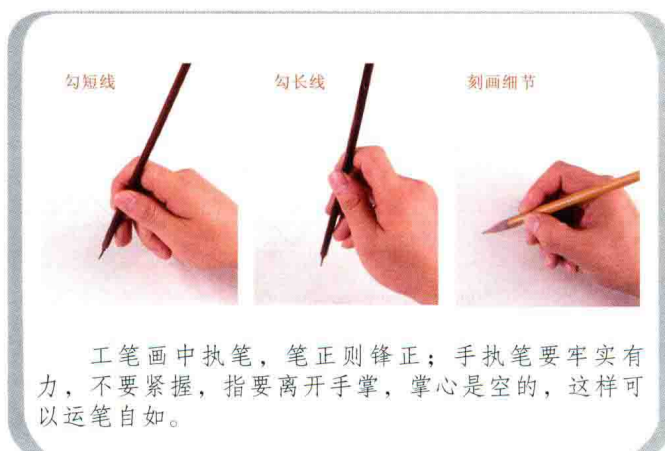 勾短线
勾长线
刻画细节
工笔画中执笔，笔正则锋正；手执笔要牢实有
力，不要紧握，指要离开手掌，掌心是空的，这样可
以运笔自如。